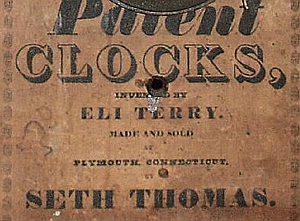 Patent
CLOCKS,
INVENTED BY
ELI TERRY.
MADE AND SOLD
AT
PLYMOUTH, CONNECTICUT,
BY
SETH THOMAS.